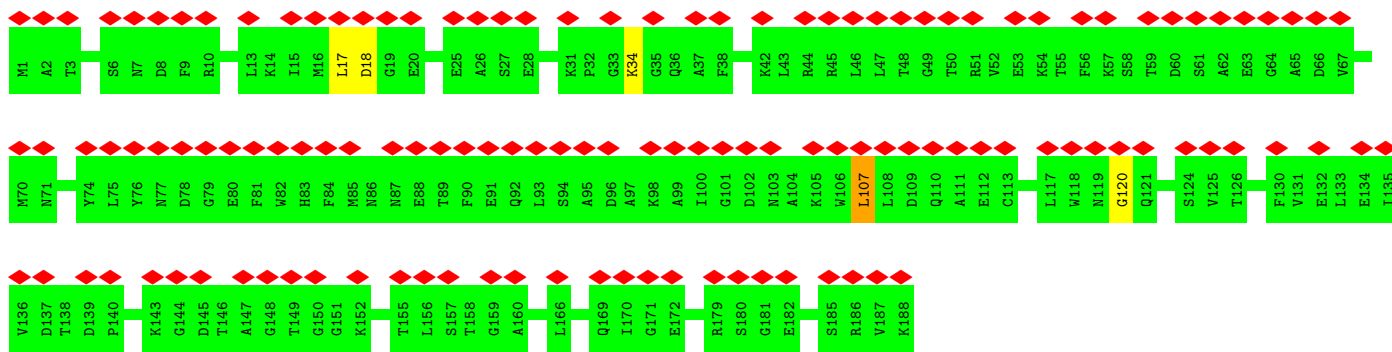 M1 A2 T3 S6 N7 D8 F9 R10 L13 K14 I15 M16 L17 D18 G19 E20 E25 A26 S27 E28 K31 P32 G33 K34 G35 Q36 A37 F38 K42 L43 R44 R45 L46 L47 T48 G49 T50 R51 V52 E53 K54 T55 F56 K57 S58 T59 D60 S61 A62 E63 G64 A65 D66 V67
M70 N71 Y74 L75 Y76 N77 D78 G79 E80 F81 W82 H83 F84 M85 N86 N87 E88 T89 F90 E91 Q92 L93 S94 A95 D96 A97 K98 A99 I100 G101 D102 N103 A104 K105 W106 L107 L108 D109 Q110 A111 E112 C113 L117 W118 N119 G120 Q121 S124 V125 T126 F130 V131 E132 L133 E134 I135
V136 D137 T138 D139 P140 K143 G144 D145 T146 A147 G148 T149 G150 G151 K152 T155 L156 S157 T158 G159 A160 L166 Q169 I170 G171 E172 R179 S180 G181 E182 S185 R186 V187 K188